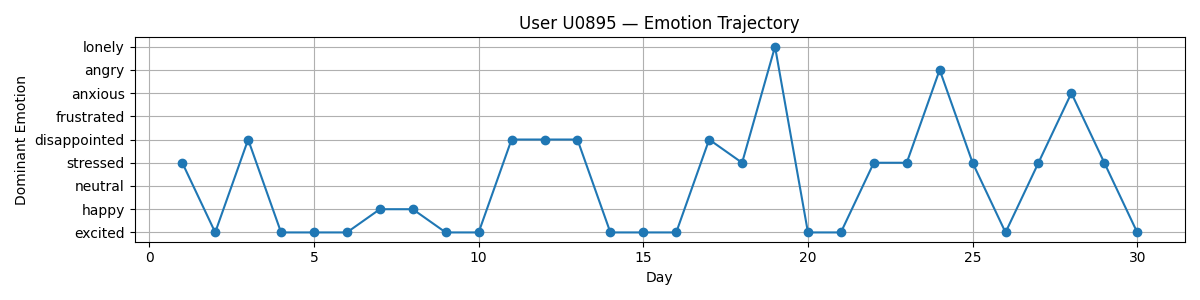 User U0895 — Emotion Trajectory
Dominant Emotion
lonely
angry
anxious
frustrated
disappointed
stressed
neutral
happy
excited
0 5 10 15 20 25 30
Day